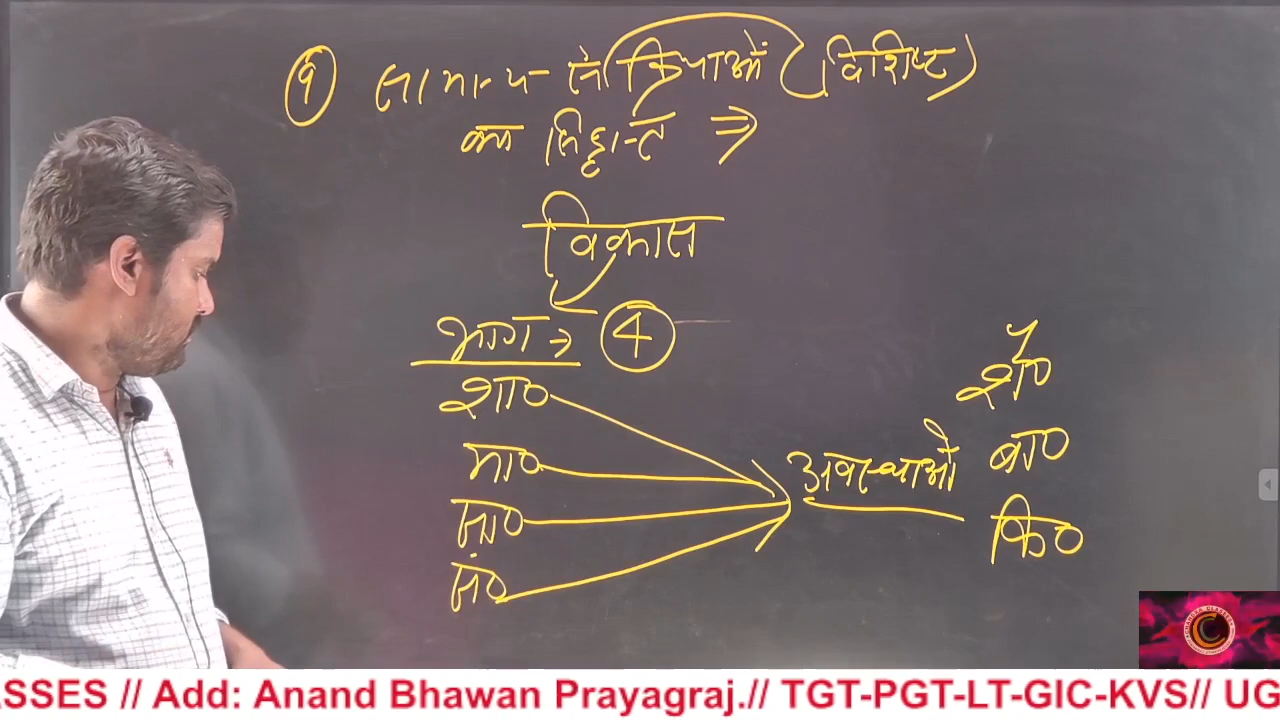 ९ सामान्य से क्रियाओं (विशिष्ट)
का सिद्धान्त ⇒
विकास
भाग → 4
शा०
मा०
सा०
सं०
अवस्थाओं
शै०
बा०
कि०
ASSES // Add: Anand Bhawan Prayagraj.// TGT-PGT-LT-GIC-KVS// UG